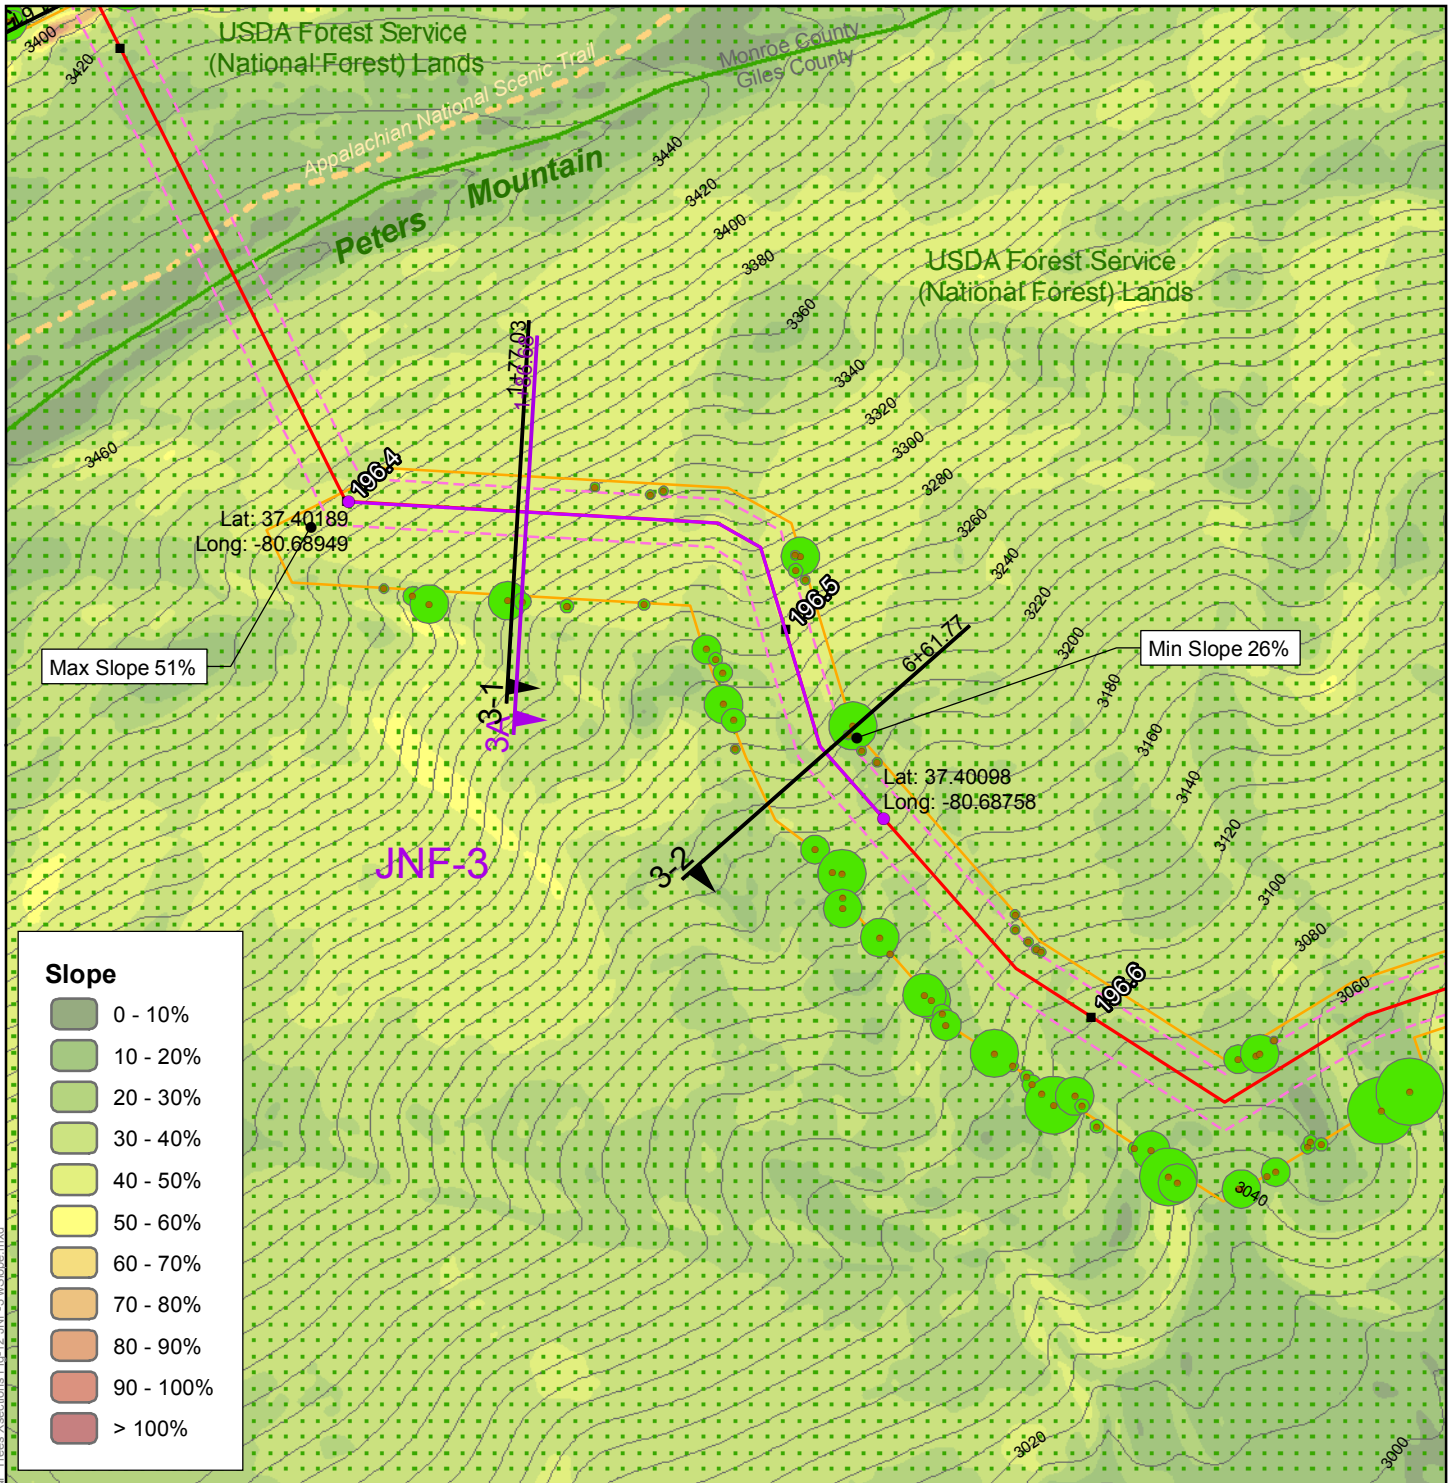 USDA Forest Service
(National Forest) Lands
3400
3420
Appalachian National Scenic Trail
Monroe County
Giles County
Peters Mountain
3440
3420
3400
3380
3360
3340
3320
3300
3280
3260
3240
3220
3200
3180
3160
3140
3120
3100
3080
3060
3040
3020
3000
3460
USDA Forest Service
(National Forest) Lands
1+77.03
196.4
Lat: 37.40189
Long: -80.68949
Max Slope 51%
3-1
3A
196.5
6+61.77
Min Slope 26%
Lat: 37.40098
Long: -80.68758
3-2
JNF-3
196.6
Slope
0 - 10%
10 - 20%
20 - 30%
30 - 40%
40 - 50%
50 - 60%
60 - 70%
70 - 80%
80 - 90%
90 - 100%
> 100%